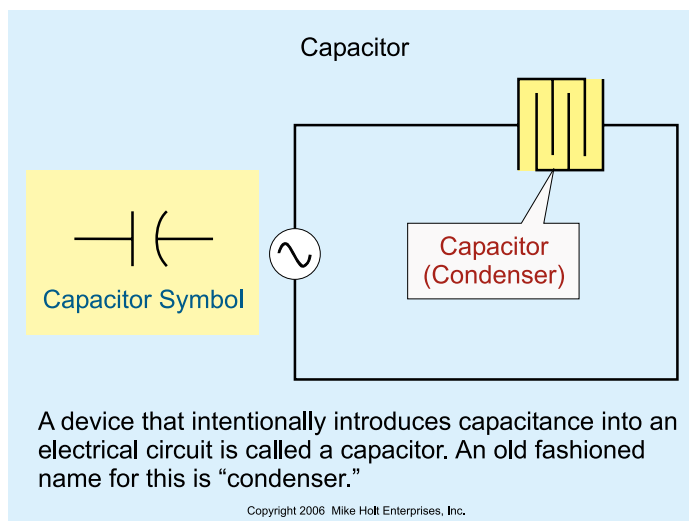 Capacitor
Capacitor
(Condenser)
Capacitor Symbol
A device that intentionally introduces capacitance into an
electrical circuit is called a capacitor. An old fashioned
name for this is “condenser.”
Copyright 2006 Mike Holt Enterprises, Inc.